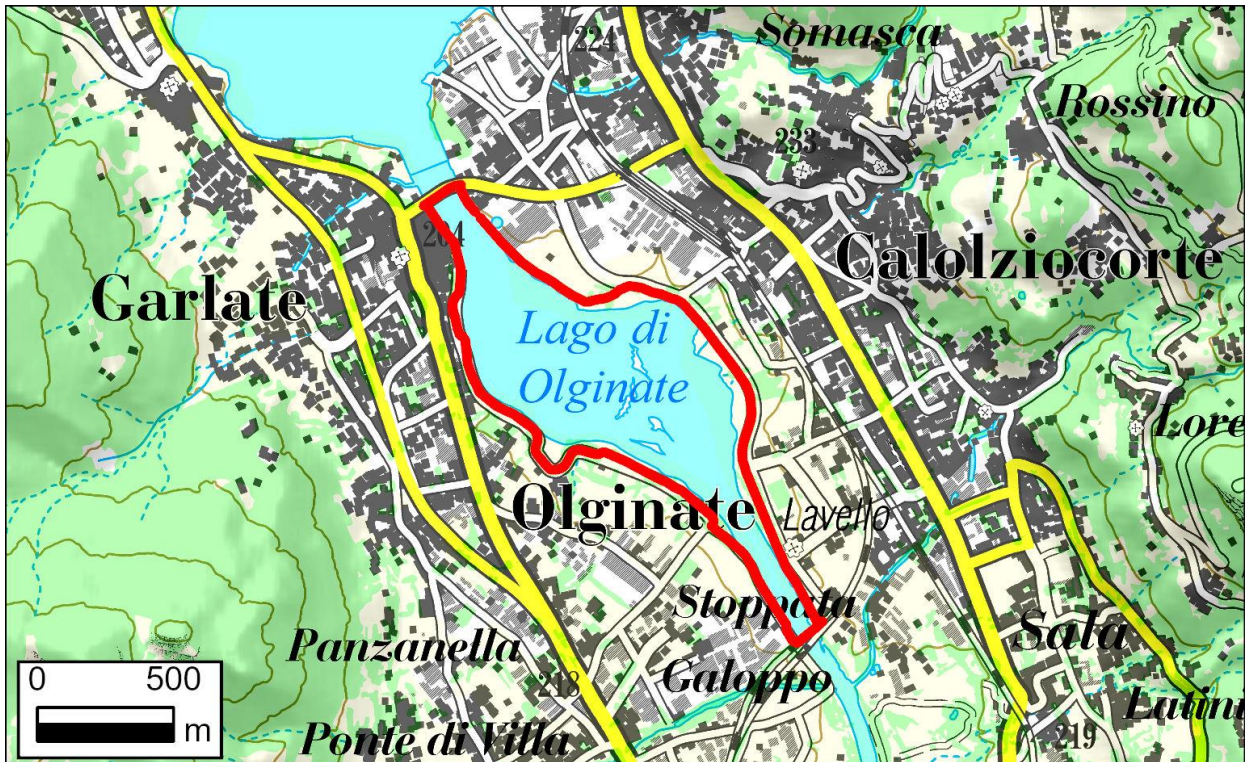 224
Somasca
Rossino
233
204
Garlate
Calolziocorte
Lago di
Olginate
Lore
Olginate
Lavello
Stoppata
Sala
Panzanella
Galoppo
218
Latini
Ponte di Villa
219
0 500
m